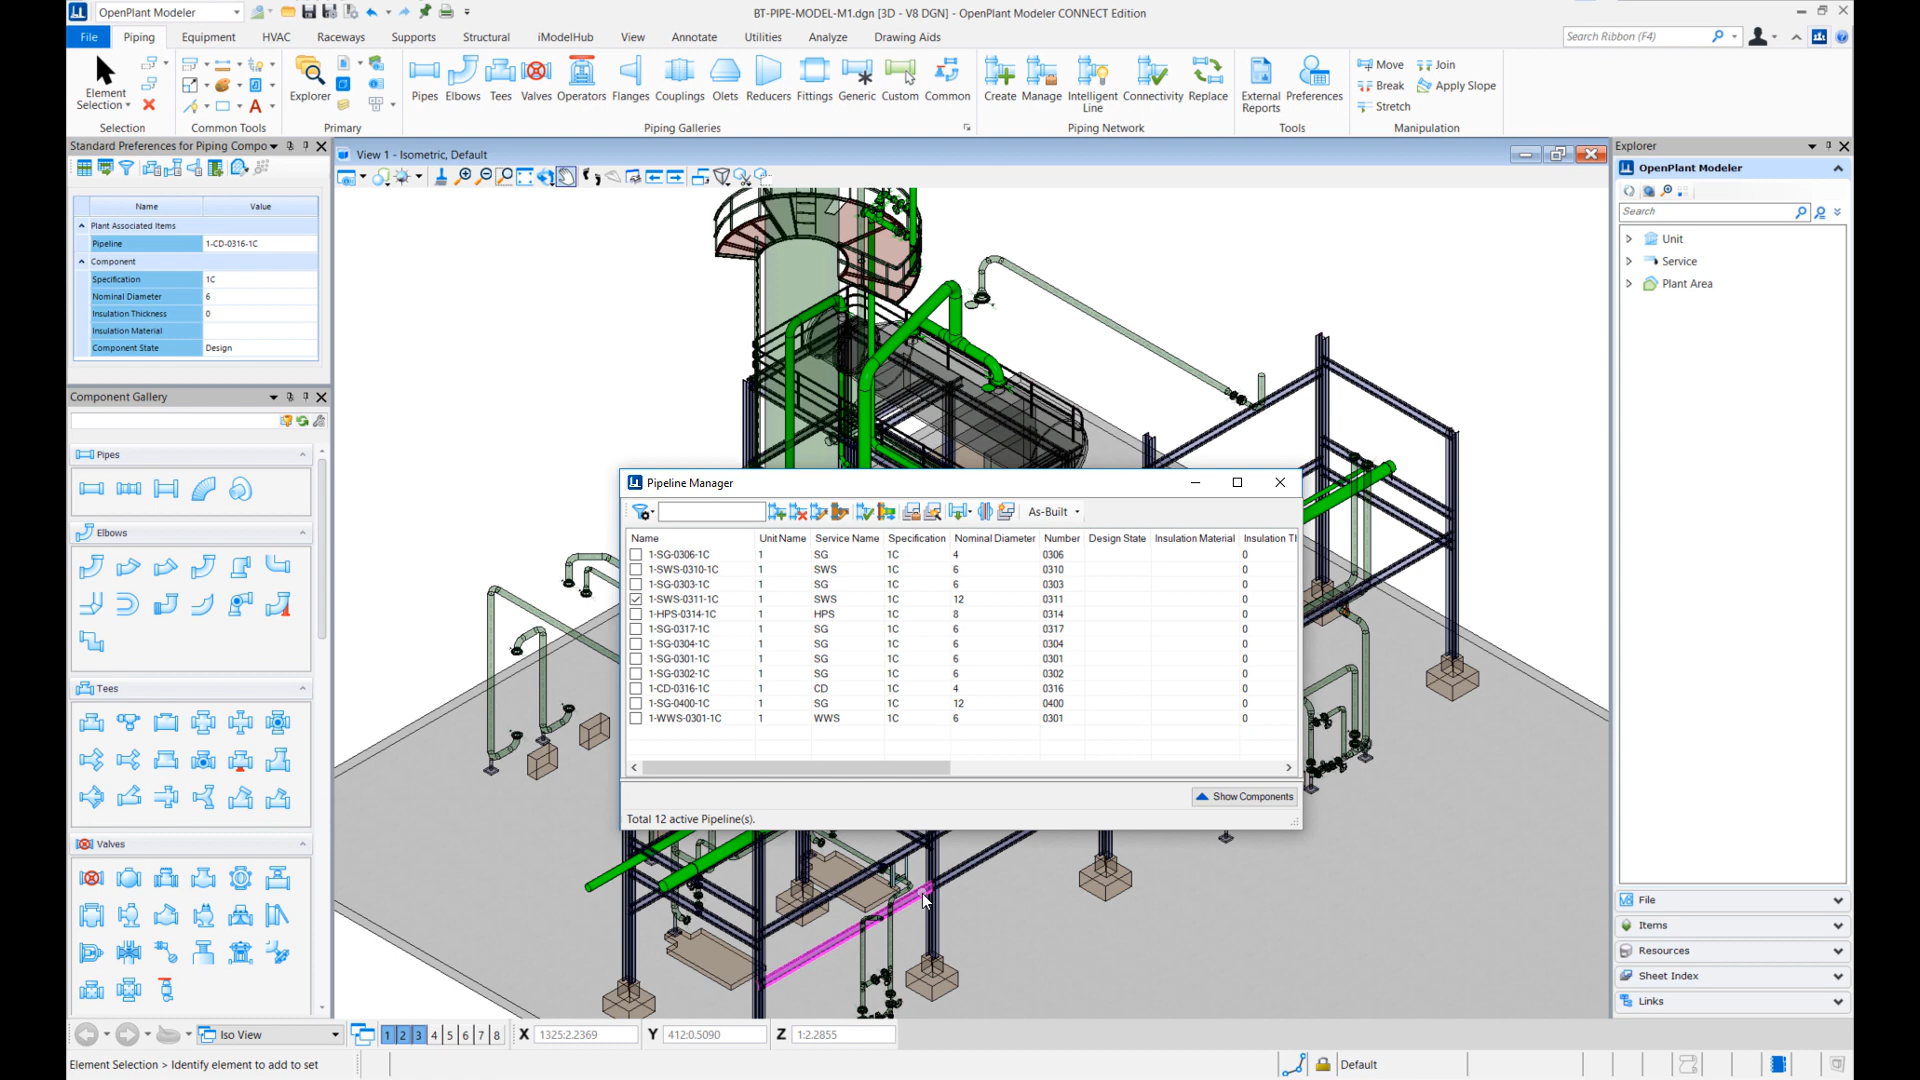 OpenPlant Modeler
BT-PIPE-MODEL-M1.dgn [3D - V8 DGN] - OpenPlant Modeler CONNECT Edition
File Piping Equipment HVAC Raceways Supports Structural iModelHub View Annotate Utilities Analyze Drawing Aids
Search Ribbon (F4)
Element Selection
Explorer
Pipes Elbows Tees Valves Operators Flanges Couplings Olets Reducers Fittings Generic Custom Common
Create Manage Intelligent Line Connectivity Replace
External Reports Preferences
Move Join
Break Apply Slope
Stretch
Selection Common Tools Primary Piping Galleries Piping Network Tools Manipulation
Standard Preferences for Piping Compo
Name Value
Plant Associated Items
Pipeline 1-CD-0316-1C
Component
Specification 1C
Nominal Diameter 6
Insulation Thickness 0
Insulation Material
Component State Design
Component Gallery
Pipes
Elbows
Tees
Valves
View 1 - Isometric, Default
Pipeline Manager
As-Built
Name Unit Name Service Name Specification Nominal Diameter Number Design State Insulation Material Insulation Th
1-SG-0306-1C 1 SG 1C 4 0306 0
1-SWS-0310-1C 1 SWS 1C 6 0310 0
1-SG-0303-1C 1 SG 1C 6 0303 0
1-SWS-0311-1C 1 SWS 1C 12 0311 0
1-HPS-0314-1C 1 HPS 1C 8 0314 0
1-SG-0317-1C 1 SG 1C 6 0317 0
1-SG-0304-1C 1 SG 1C 6 0304 0
1-SG-0301-1C 1 SG 1C 6 0301 0
1-SG-0302-1C 1 SG 1C 6 0302 0
1-CD-0316-1C 1 CD 1C 4 0316 0
1-SG-0400-1C 1 SG 1C 12 0400 0
1-WWS-0301-1C 1 WWS 1C 6 0301 0
Show Components
Total 12 active Pipeline(s).
Explorer
OpenPlant Modeler
Search
Unit
Service
Plant Area
File
Items
Resources
Sheet Index
Links
Iso View
1 2 3 4 5 6 7 8
X 1325:2.2369 Y 412:0.5090 Z 1:2.2855
Element Selection > Identify element to add to set
Default